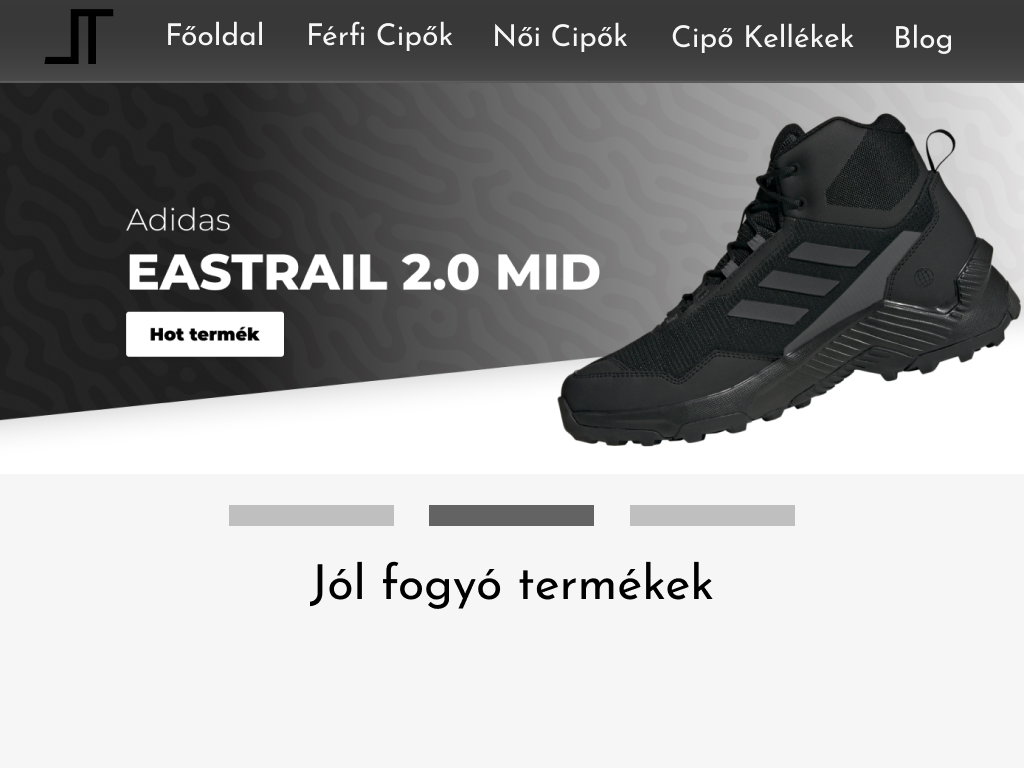 Főoldal Férfi Cipők Női Cipők Cipő Kellékek Blog
Adidas
EASTRAIL 2.0 MID
Hot termék
Jól fogyó termékek